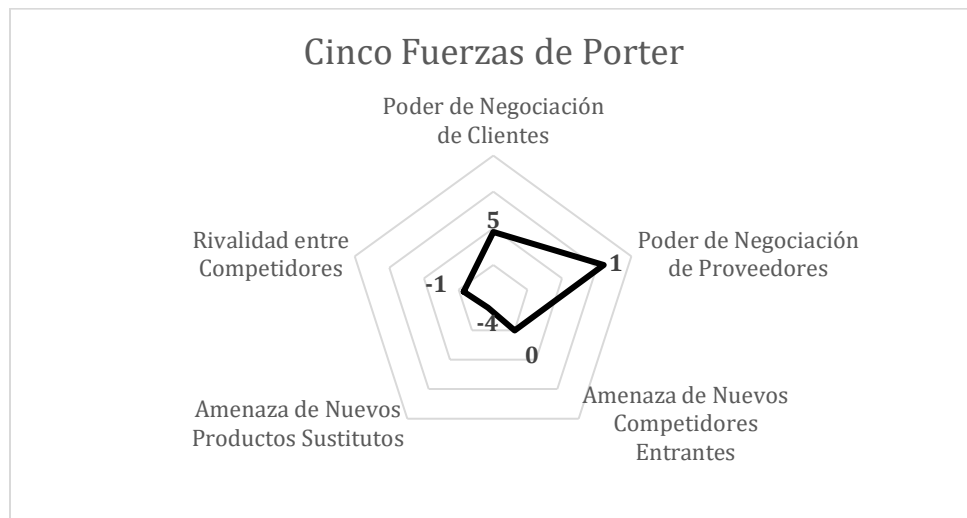 Cinco Fuerzas de Porter
Poder de Negociación
de Clientes
5
Rivalidad entre
Competidores
Poder de Negociación
de Proveedores
1
-1
-4
0
Amenaza de Nuevos
Productos Sustitutos
Amenaza de Nuevos
Competidores
Entrantes